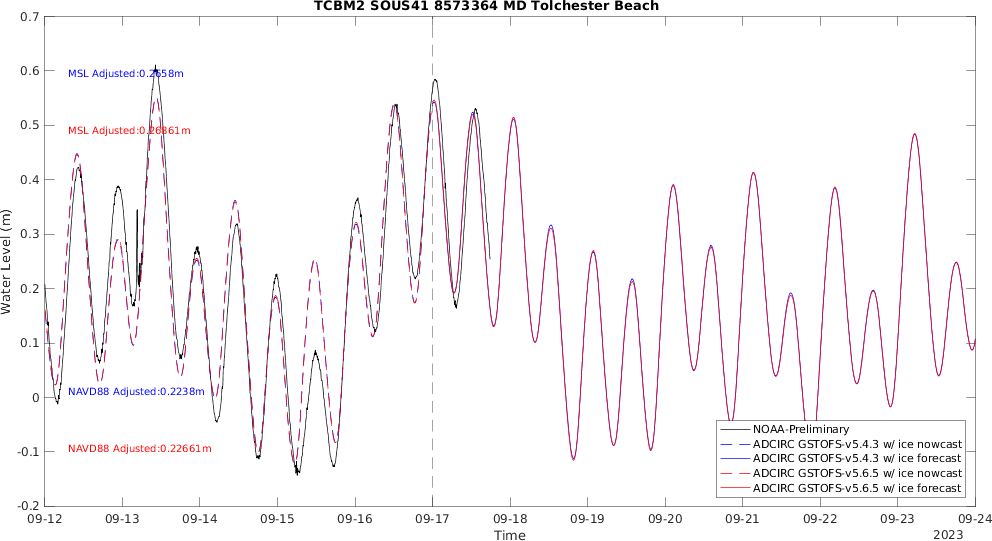 TCBM2 SOUS41 8573364 MD Tolchester Beach
0.7
0.6
0.5
0.4
0.3
0.2
0.1
0
-0.1
-0.2
Water Level (m)
MSL Adjusted:0.2658m
MSL Adjusted:0.26861m
NAVD88 Adjusted:0.2238m
NAVD88 Adjusted:0.22661m
NOAA-Preliminary
ADCIRC GSTOFS-v5.4.3 w/ ice nowcast
ADCIRC GSTOFS-v5.4.3 w/ ice forecast
ADCIRC GSTOFS-v5.6.5 w/ ice nowcast
ADCIRC GSTOFS-v5.6.5 w/ ice forecast
09-12 09-13 09-14 09-15 09-16 09-17 09-18 09-19 09-20 09-21 09-22 09-23 09-24
Time
2023